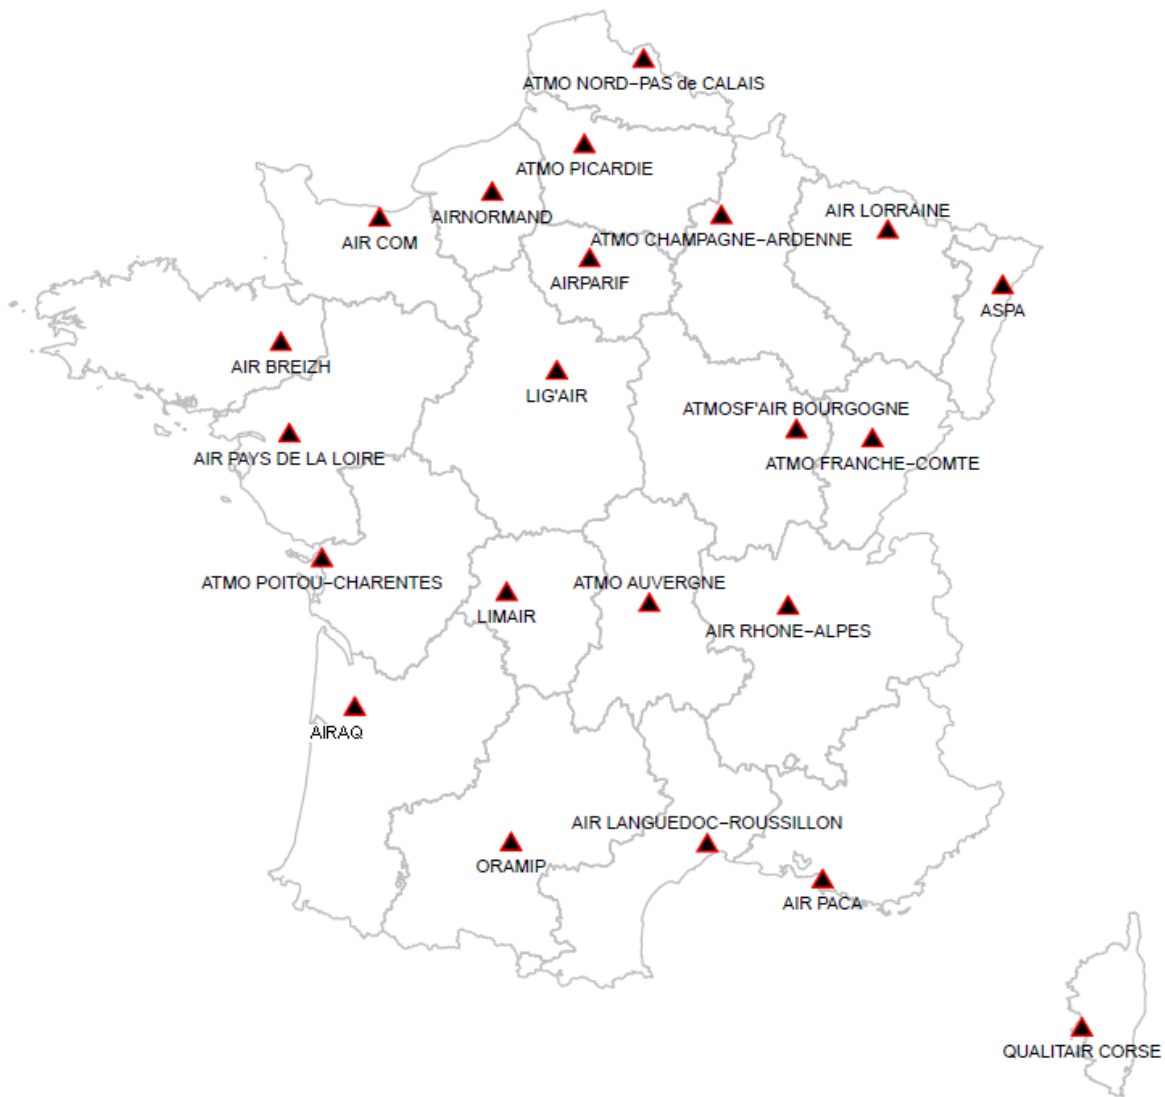 ATMO NORD−PAS de CALAIS
ATMO PICARDIE
AIRNORMAND
AIR LORRAINE
AIR COM
ATMO CHAMPAGNE−ARDENNE
AIRPARIF
ASPA
AIR BREIZH
LIG'AIR
ATMOSF'AIR BOURGOGNE
AIR PAYS DE LA LOIRE
ATMO FRANCHE−COMTE
ATMO POITOU−CHARENTES
ATMO AUVERGNE
LIMAIR
AIR RHONE−ALPES
AIRAQ
AIR LANGUEDOC−ROUSSILLON
ORAMIP
AIR PACA
QUALITAIR CORSE